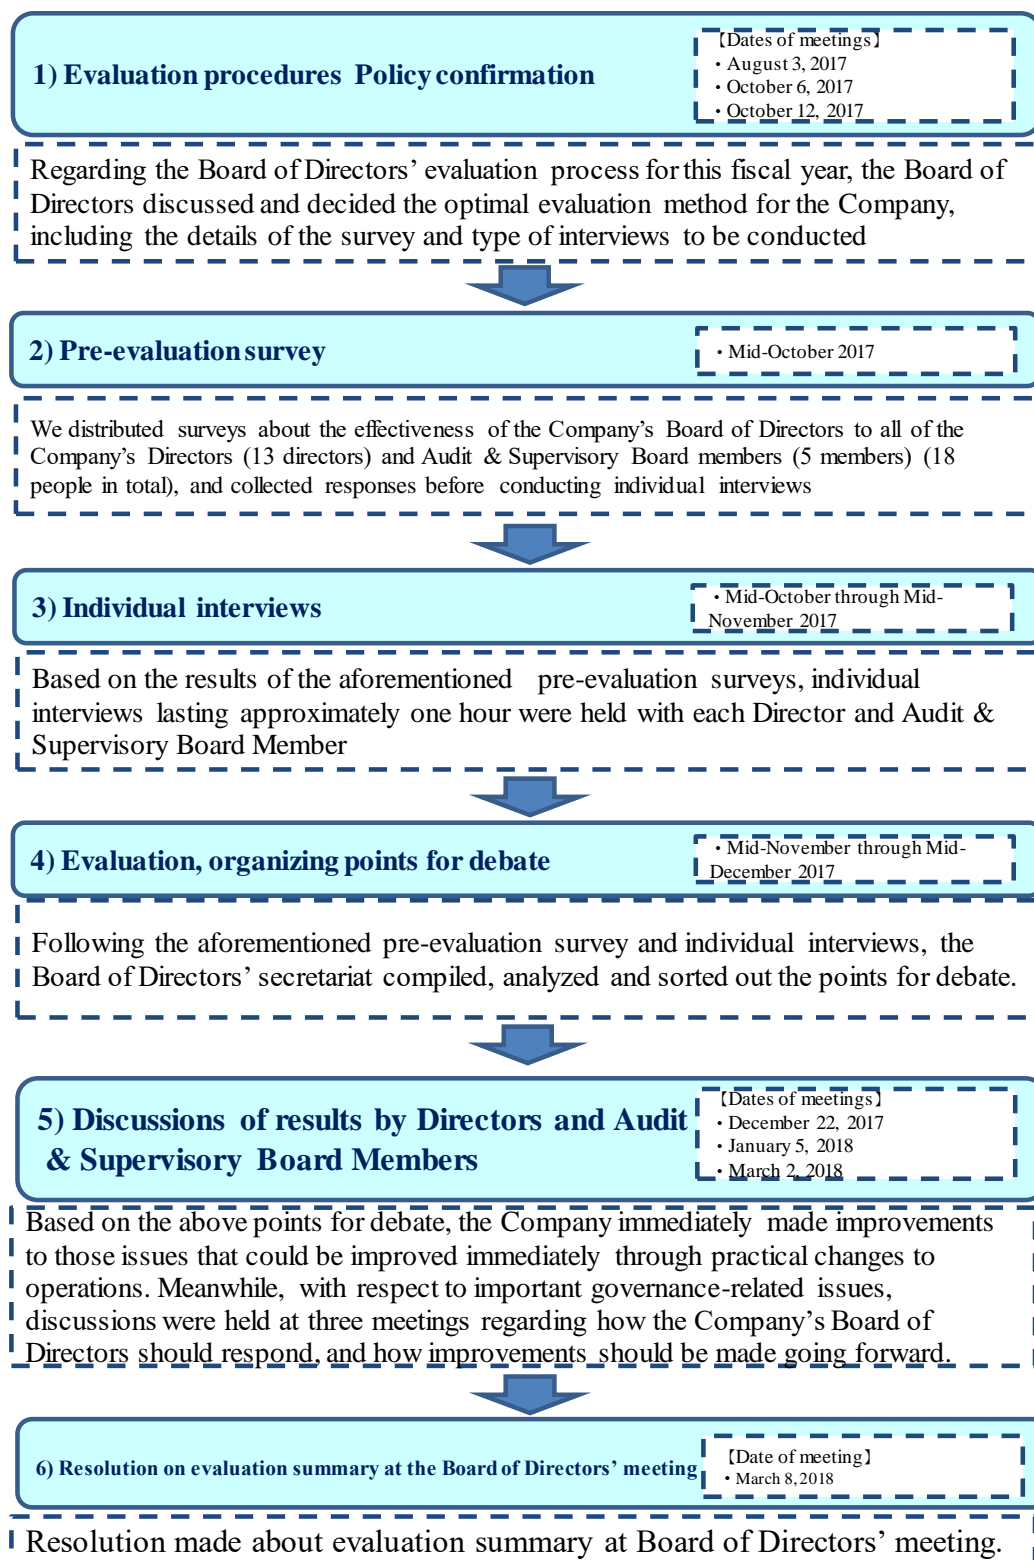 1) Evaluation procedures Policy confirmation
【Dates of meetings】
・August 3, 2017
・October 6, 2017
・October 12, 2017
Regarding the Board of Directors’ evaluation process for this fiscal year, the Board of
Directors discussed and decided the optimal evaluation method for the Company,
including the details of the survey and type of interviews to be conducted
2) Pre-evaluation survey
・Mid-October 2017
We distributed surveys about the effectiveness of the Company’s Board of Directors to all of the
Company’s Directors (13 directors) and Audit & Supervisory Board members (5 members) (18
people in total), and collected responses before conducting individual interviews
3) Individual interviews
・Mid-October through Mid-
November 2017
Based on the results of the aforementioned pre-evaluation surveys, individual
interviews lasting approximately one hour were held with each Director and Audit &
Supervisory Board Member
4) Evaluation, organizing points for debate
・Mid-November through Mid-
December 2017
Following the aforementioned pre-evaluation survey and individual interviews, the
Board of Directors’ secretariat compiled, analyzed and sorted out the points for debate.
5) Discussions of results by Directors and Audit
& Supervisory Board Members
【Dates of meetings】
・December 22, 2017
・January 5, 2018
・March 2, 2018
Based on the above points for debate, the Company immediately made improvements
to those issues that could be improved immediately through practical changes to
operations. Meanwhile, with respect to important governance-related issues,
discussions were held at three meetings regarding how the Company’s Board of
Directors should respond, and how improvements should be made going forward.
6) Resolution on evaluation summary at the Board of Directors’ meeting
【Date of meeting】
・March 8, 2018
Resolution made about evaluation summary at Board of Directors’ meeting.